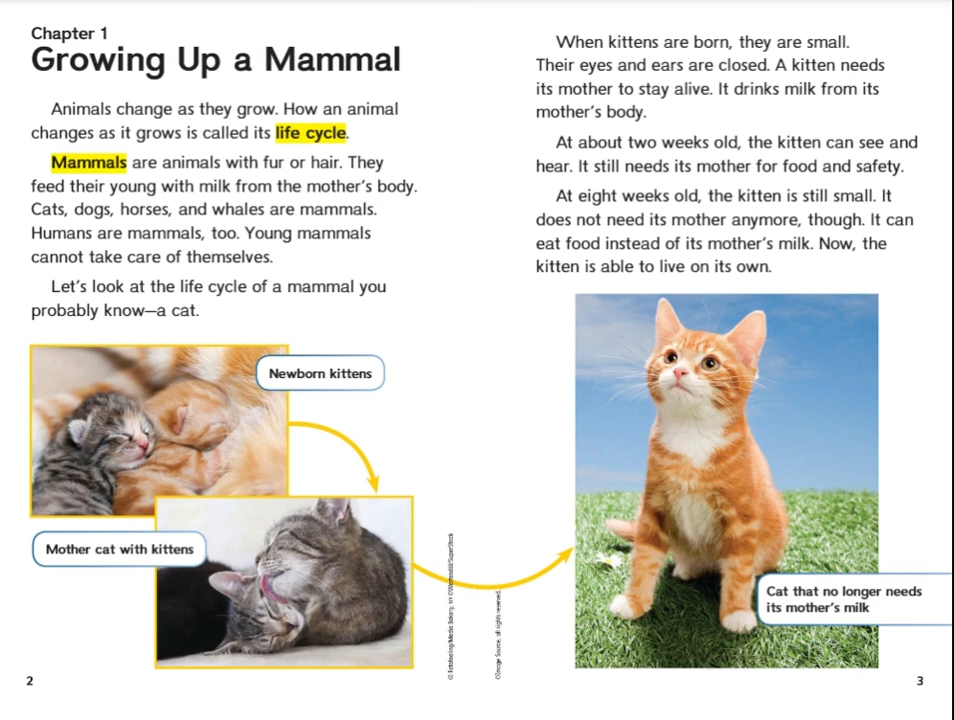 Chapter 1
Growing Up a Mammal
Animals change as they grow. How an animal
changes as it grows is called its life cycle.
Mammals are animals with fur or hair. They
feed their young with milk from the mother's body.
Cats, dogs, horses, and whales are mammals.
Humans are mammals, too. Young mammals
cannot take care of themselves.
Let's look at the life cycle of a mammal you
probably know—a cat.
Newborn kittens
Mother cat with kittens
2
When kittens are born, they are small.
Their eyes and ears are closed. A kitten needs
its mother to stay alive. It drinks milk from its
mother's body.
At about two weeks old, the kitten can see and
hear. It still needs its mother for food and safety.
At eight weeks old, the kitten is still small. It
does not need its mother anymore, though. It can
eat food instead of its mother's milk. Now, the
kitten is able to live on its own.
Cat that no longer needs
its mother's milk
©Image Source, all rights reserved.
3